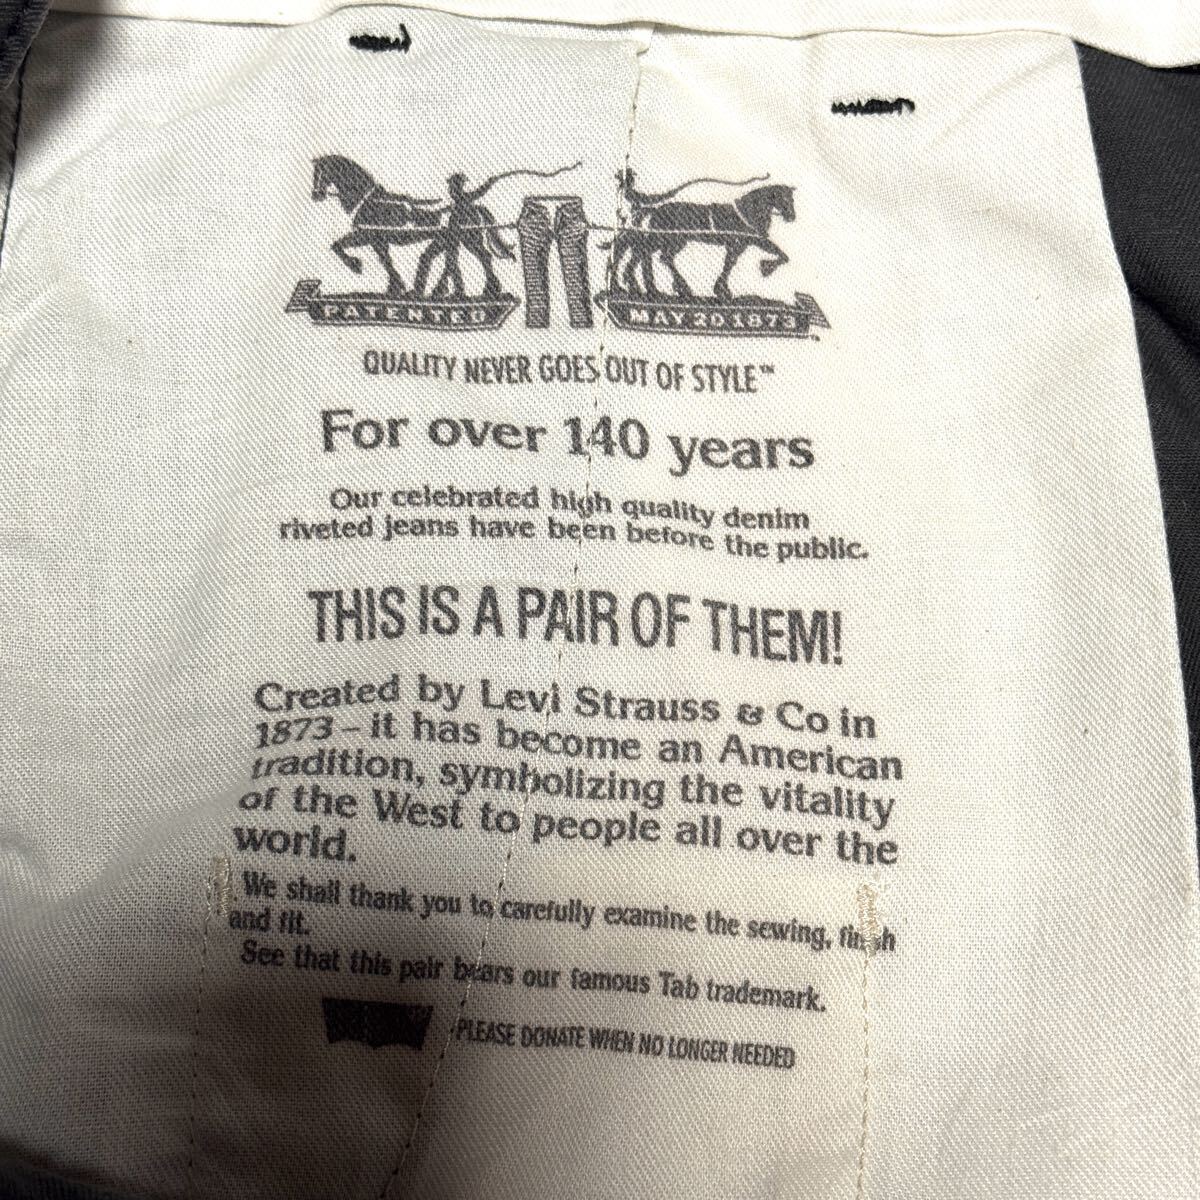 PATENTED MAY 20 1873
QUALITY NEVER GOES OUT OF STYLE™
For over 140 years
Our celebrated high quality denim
riveted jeans have been before the public.
THIS IS A PAIR OF THEM!
Created by Levi Strauss & Co in
1873 – it has become an American
tradition, symbolizing the vitality
of the West to people all over the
world.
We shall thank you to carefully examine the sewing, finish
and fit.
See that this pair bears our famous Tab trademark.
PLEASE DONATE WHEN NO LONGER NEEDED